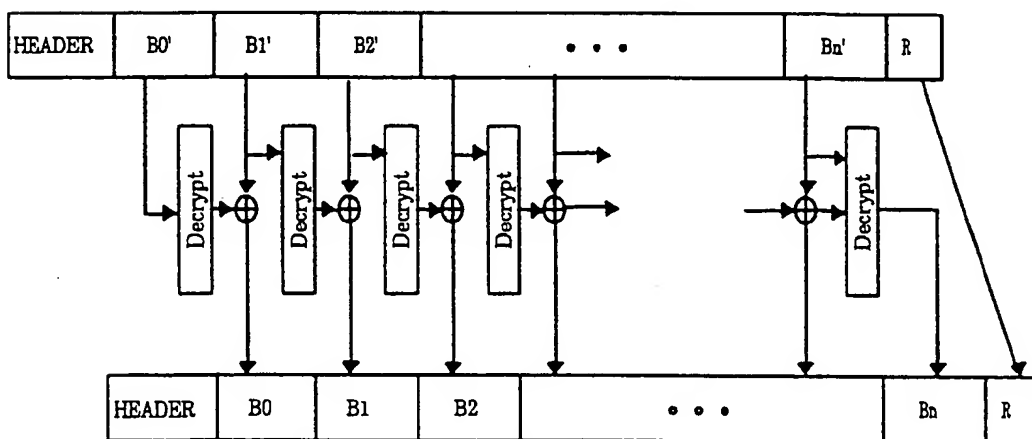 HEADER B0' B1' B2' • • • Bn' R
Decrypt Decrypt Decrypt Decrypt Decrypt
HEADER B0 B1 B2 • • • Bn R